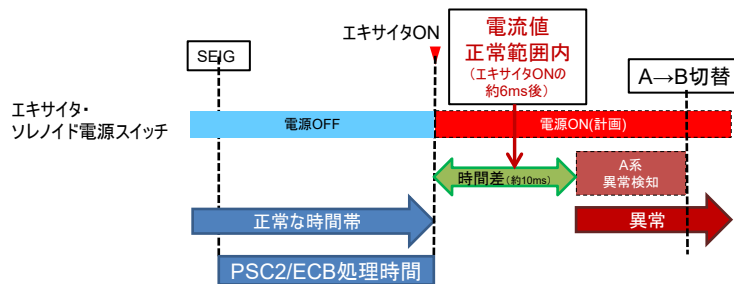 SEIG
エキサイタON
電流値
正常範囲内
(エキサイタONの
約6ms後)
A→B切替
エキサイタ・
ソレノイド電源スイッチ
電源OFF
電源ON(計画)
時間差(約10ms)
A系
異常検知
正常な時間帯
異常
PSC2/ECB処理時間